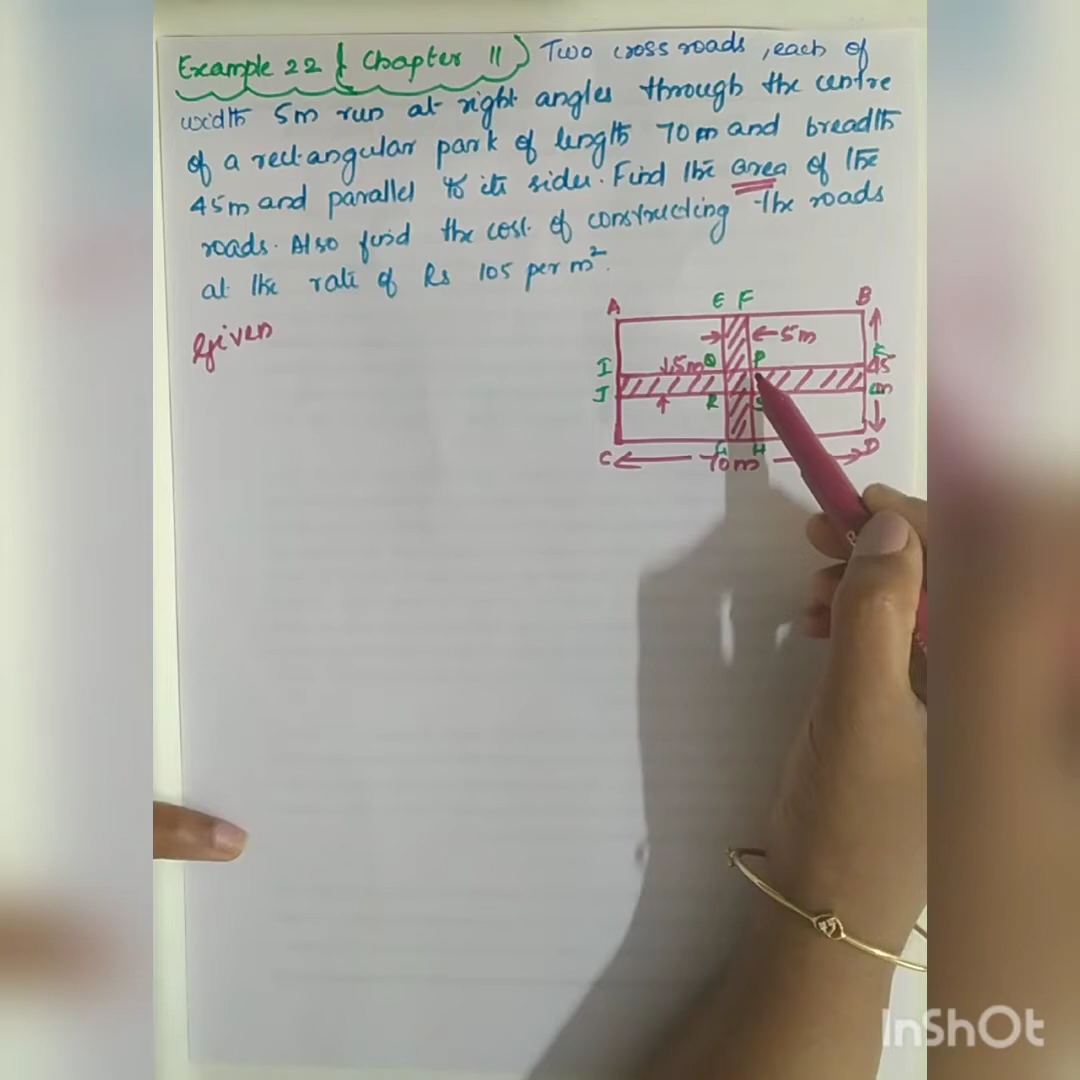 Example 22 { Chapter 11 } Two cross roads, each of
width 5m run at right angles through the centre
of a rectangular park of length 70m and breadth
45m and parallel to its sides. Find the area of the
roads. Also find the cost of constructing the roads
at the rate of Rs 105 per m².
Given
A E F B
5m
I 5m Q P 45
J R m
C G H D
70m
InShOt